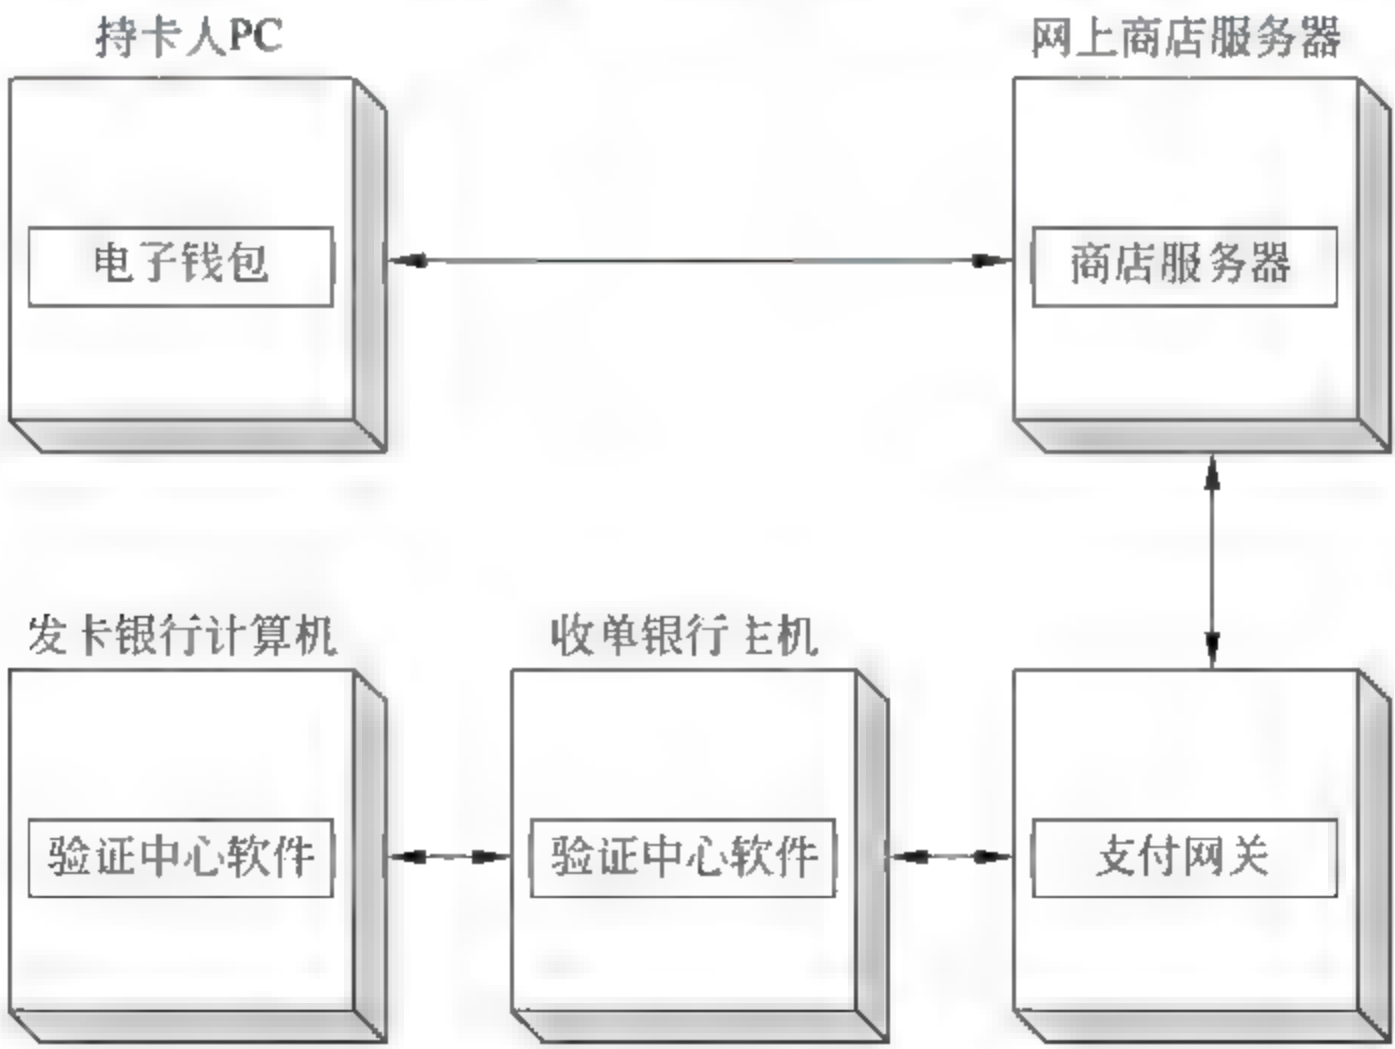 持卡人PC
网上商店服务器
电子钱包
商店服务器
发卡银行计算机
收单银行主机
验证中心软件
验证中心软件
支付网关